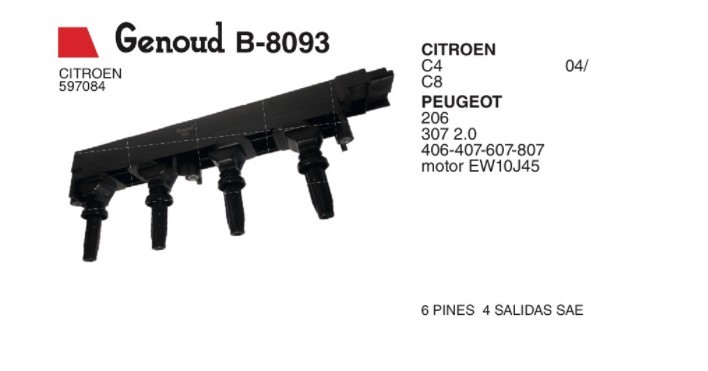 Genoud B-8093
CITROEN
597084
Genoud
CITROEN
C4 04/
C8
PEUGEOT
206
307 2.0
406-407-607-807
motor EW10J45
6 PINES 4 SALIDAS SAE